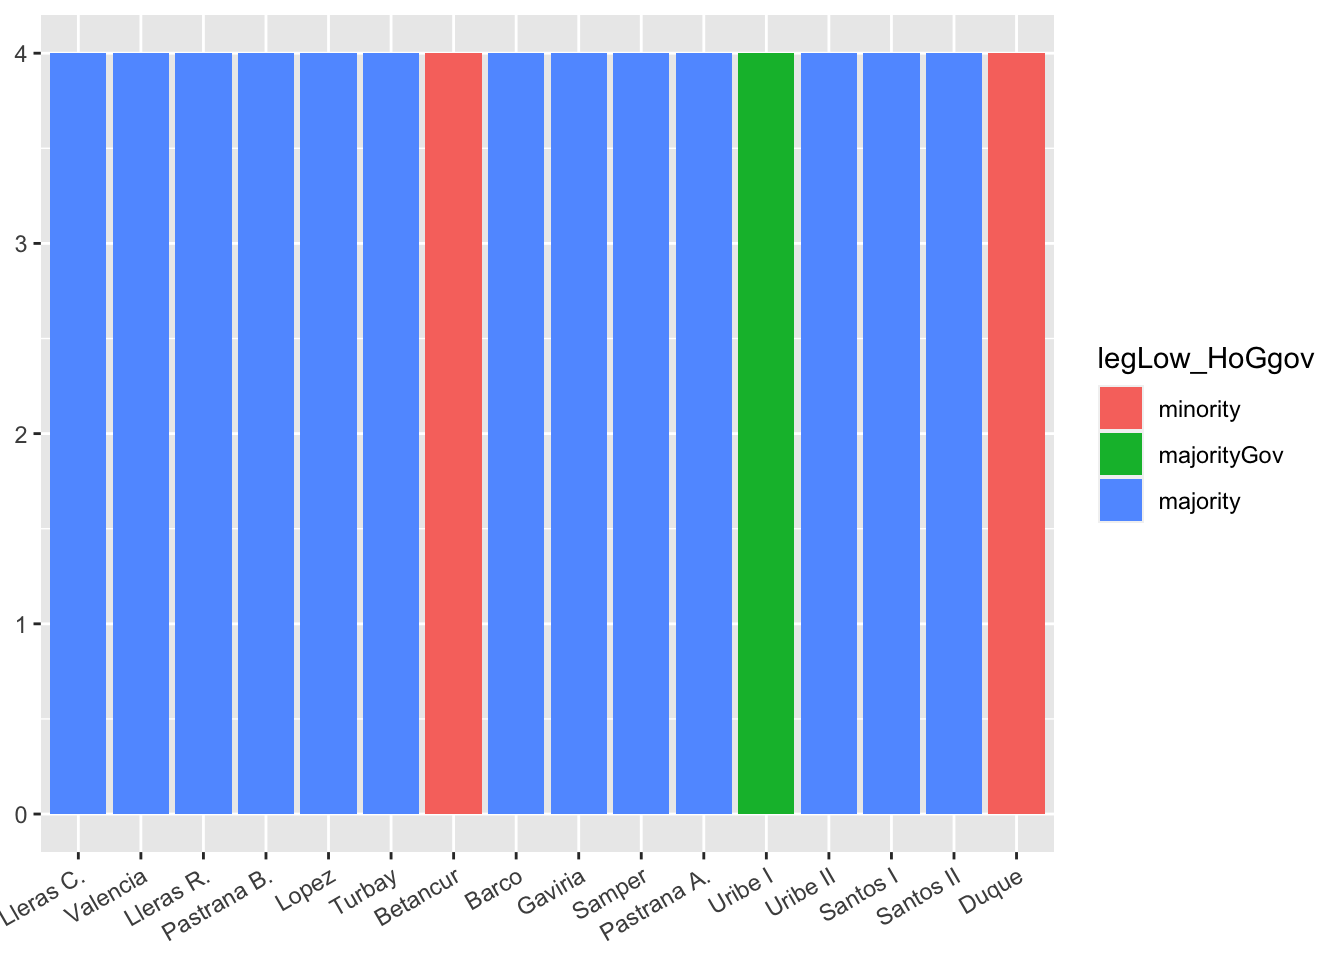 4
3
2
1
0
Lleras C.
Valencia
Lleras R.
Pastrana B.
Lopez
Turbay
Betancur
Barco
Gaviria
Samper
Pastrana A.
Uribe I
Uribe II
Santos I
Santos II
Duque
legLow_HoGgov
minority
majorityGov
majority